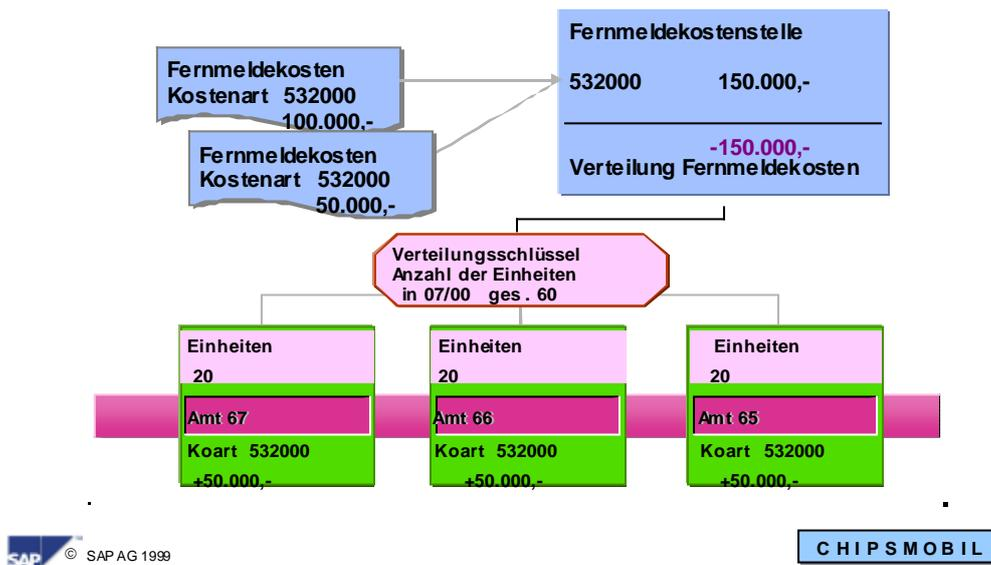 Fernmeldekosten
Kostenart 532000
100.000,-
Fernmeldekosten
Kostenart 532000
50.000,-
Fernmeldekostenstelle
532000 150.000,-
-150.000,-
Verteilung Fernmeldekosten
Verteilungsschlüssel
Anzahl der Einheiten
in 07/00 ges. 60
Einheiten
20
Amt 67
Koart 532000
+50.000,-
Einheiten
20
Amt 66
Koart 532000
+50.000,-
Einheiten
20
Amt 65
Koart 532000
+50.000,-
SAP © SAP AG 1999
CHIPSMOBIL